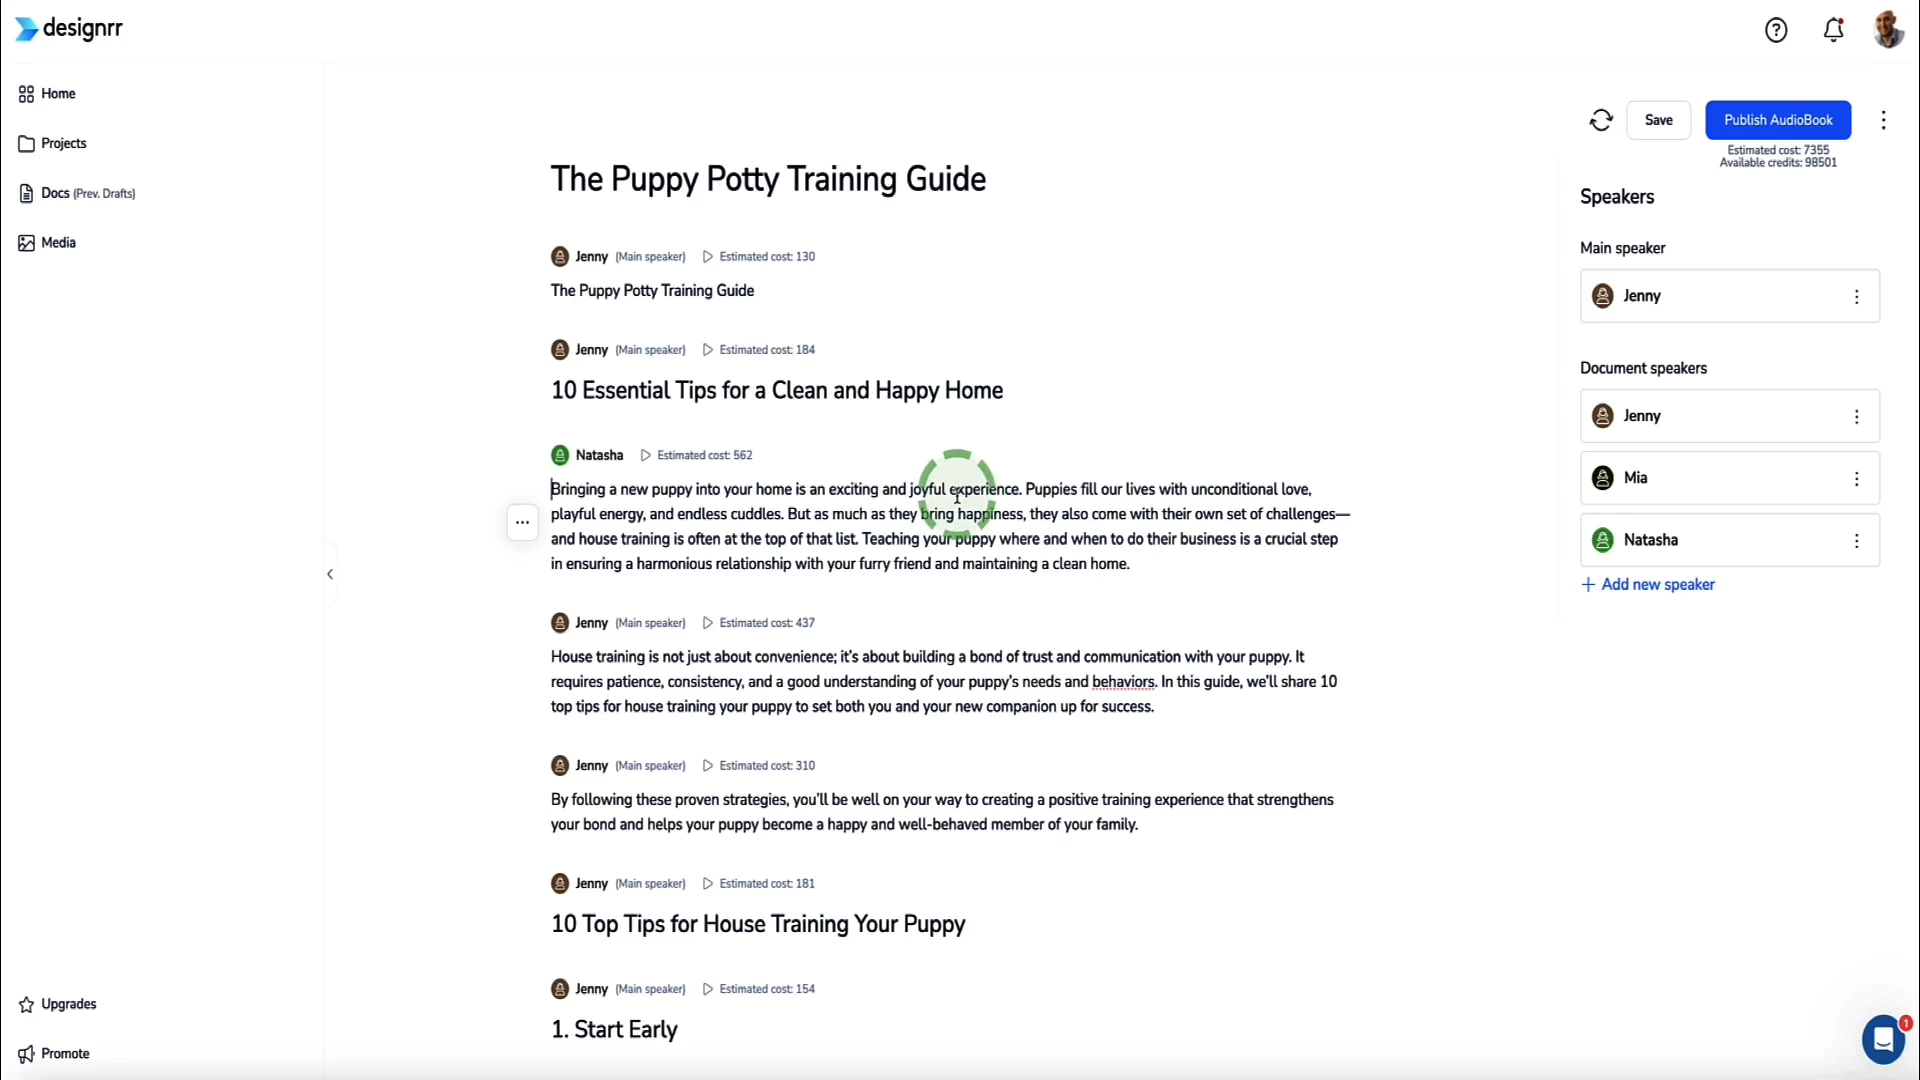 designrr
Home
Projects
Docs (Prev. Drafts)
Media
Upgrades
Promote
Save
Publish AudioBook
Estimated cost: 7355
Available credits: 98501
The Puppy Potty Training Guide
Jenny (Main speaker) Estimated cost: 130
The Puppy Potty Training Guide
Jenny (Main speaker) Estimated cost: 184
10 Essential Tips for a Clean and Happy Home
Natasha Estimated cost: 562
Bringing a new puppy into your home is an exciting and joyful experience. Puppies fill our lives with unconditional love,
playful energy, and endless cuddles. But as much as they bring happiness, they also come with their own set of challenges—
and house training is often at the top of that list. Teaching your puppy where and when to do their business is a crucial step
in ensuring a harmonious relationship with your furry friend and maintaining a clean home.
Jenny (Main speaker) Estimated cost: 437
House training is not just about convenience; it's about building a bond of trust and communication with your puppy. It
requires patience, consistency, and a good understanding of your puppy's needs and behaviors. In this guide, we'll share 10
top tips for house training your puppy to set both you and your new companion up for success.
Jenny (Main speaker) Estimated cost: 310
By following these proven strategies, you'll be well on your way to creating a positive training experience that strengthens
your bond and helps your puppy become a happy and well-behaved member of your family.
Jenny (Main speaker) Estimated cost: 181
10 Top Tips for House Training Your Puppy
Jenny (Main speaker) Estimated cost: 154
1. Start Early
Speakers
Main speaker
Jenny
Document speakers
Jenny
Mia
Natasha
+ Add new speaker
1